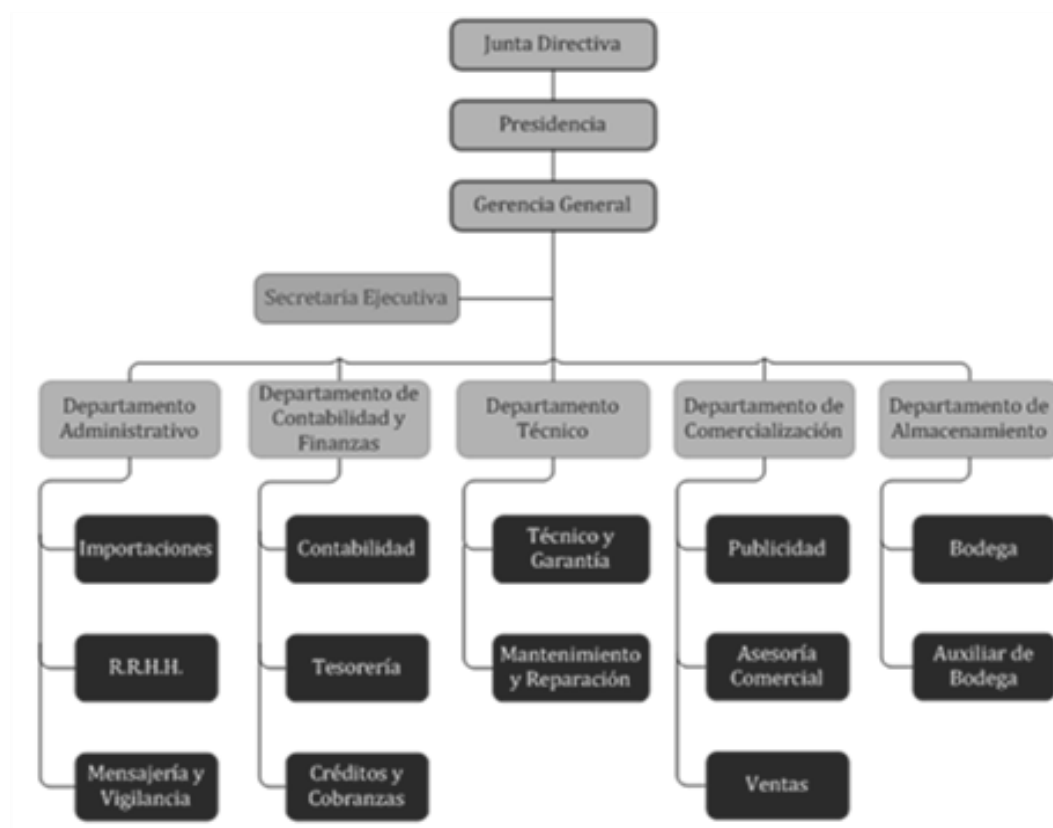 Junta Directiva
Presidencia
Gerencia General
Secretaria Ejecutiva
Departamento
Administrativo
Departamento de
Contabilidad y
Finanzas
Departamento
Técnico
Departamento de
Comercialización
Departamento de
Almacenamiento
Importaciones
R.R.H.H.
Mensajería y
Vigilancia
Contabilidad
Tesorería
Créditos y
Cobranzas
Técnico y
Garantía
Mantenimiento
y Reparación
Publicidad
Asesoría
Comercial
Ventas
Bodega
Auxiliar de
Bodega